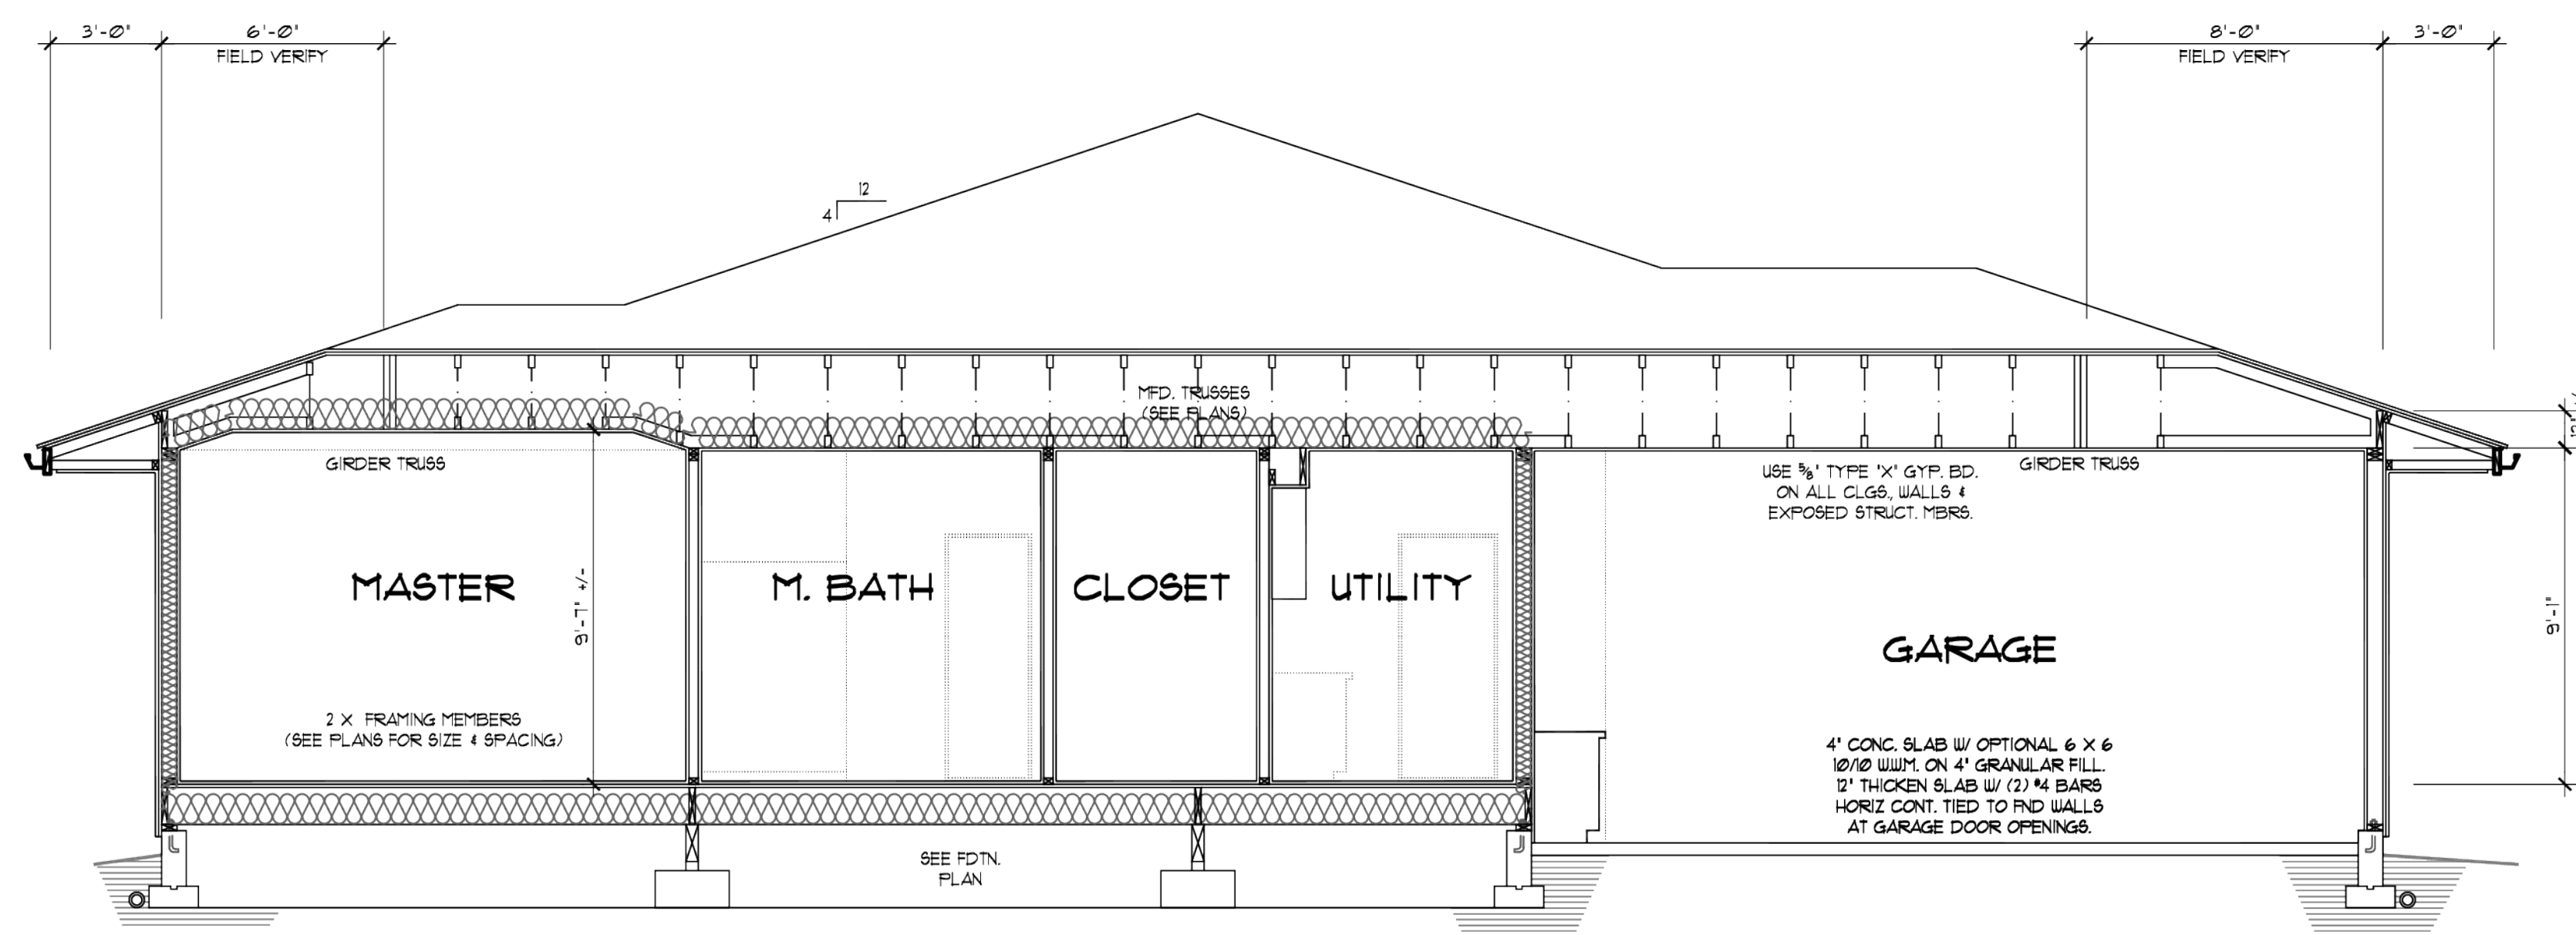 3'-0" 6'-0" 8'-0" 3'-0"
FIELD VERIFY FIELD VERIFY
12
4
MFD. TRUSSES
(SEE PLANS)
GIRDER TRUSS
GIRDER TRUSS
USE 5/8" TYPE 'X' GYP. BD.
ON ALL CLGS., WALLS &
EXPOSED STRUCT. MBRS.
MASTER
M. BATH
CLOSET
UTILITY
GARAGE
9'-7" +/-
9'-1"
2 X FRAMING MEMBERS
(SEE PLANS FOR SIZE & SPACING)
4" CONC. SLAB W/ OPTIONAL 6 X 6
10/10 W.W.M. ON 4" GRANULAR FILL.
12" THICKEN SLAB W/ (2) #4 BARS
HORIZ CONT. TIED TO FND WALLS
AT GARAGE DOOR OPENINGS.
SEE FDTN.
PLAN